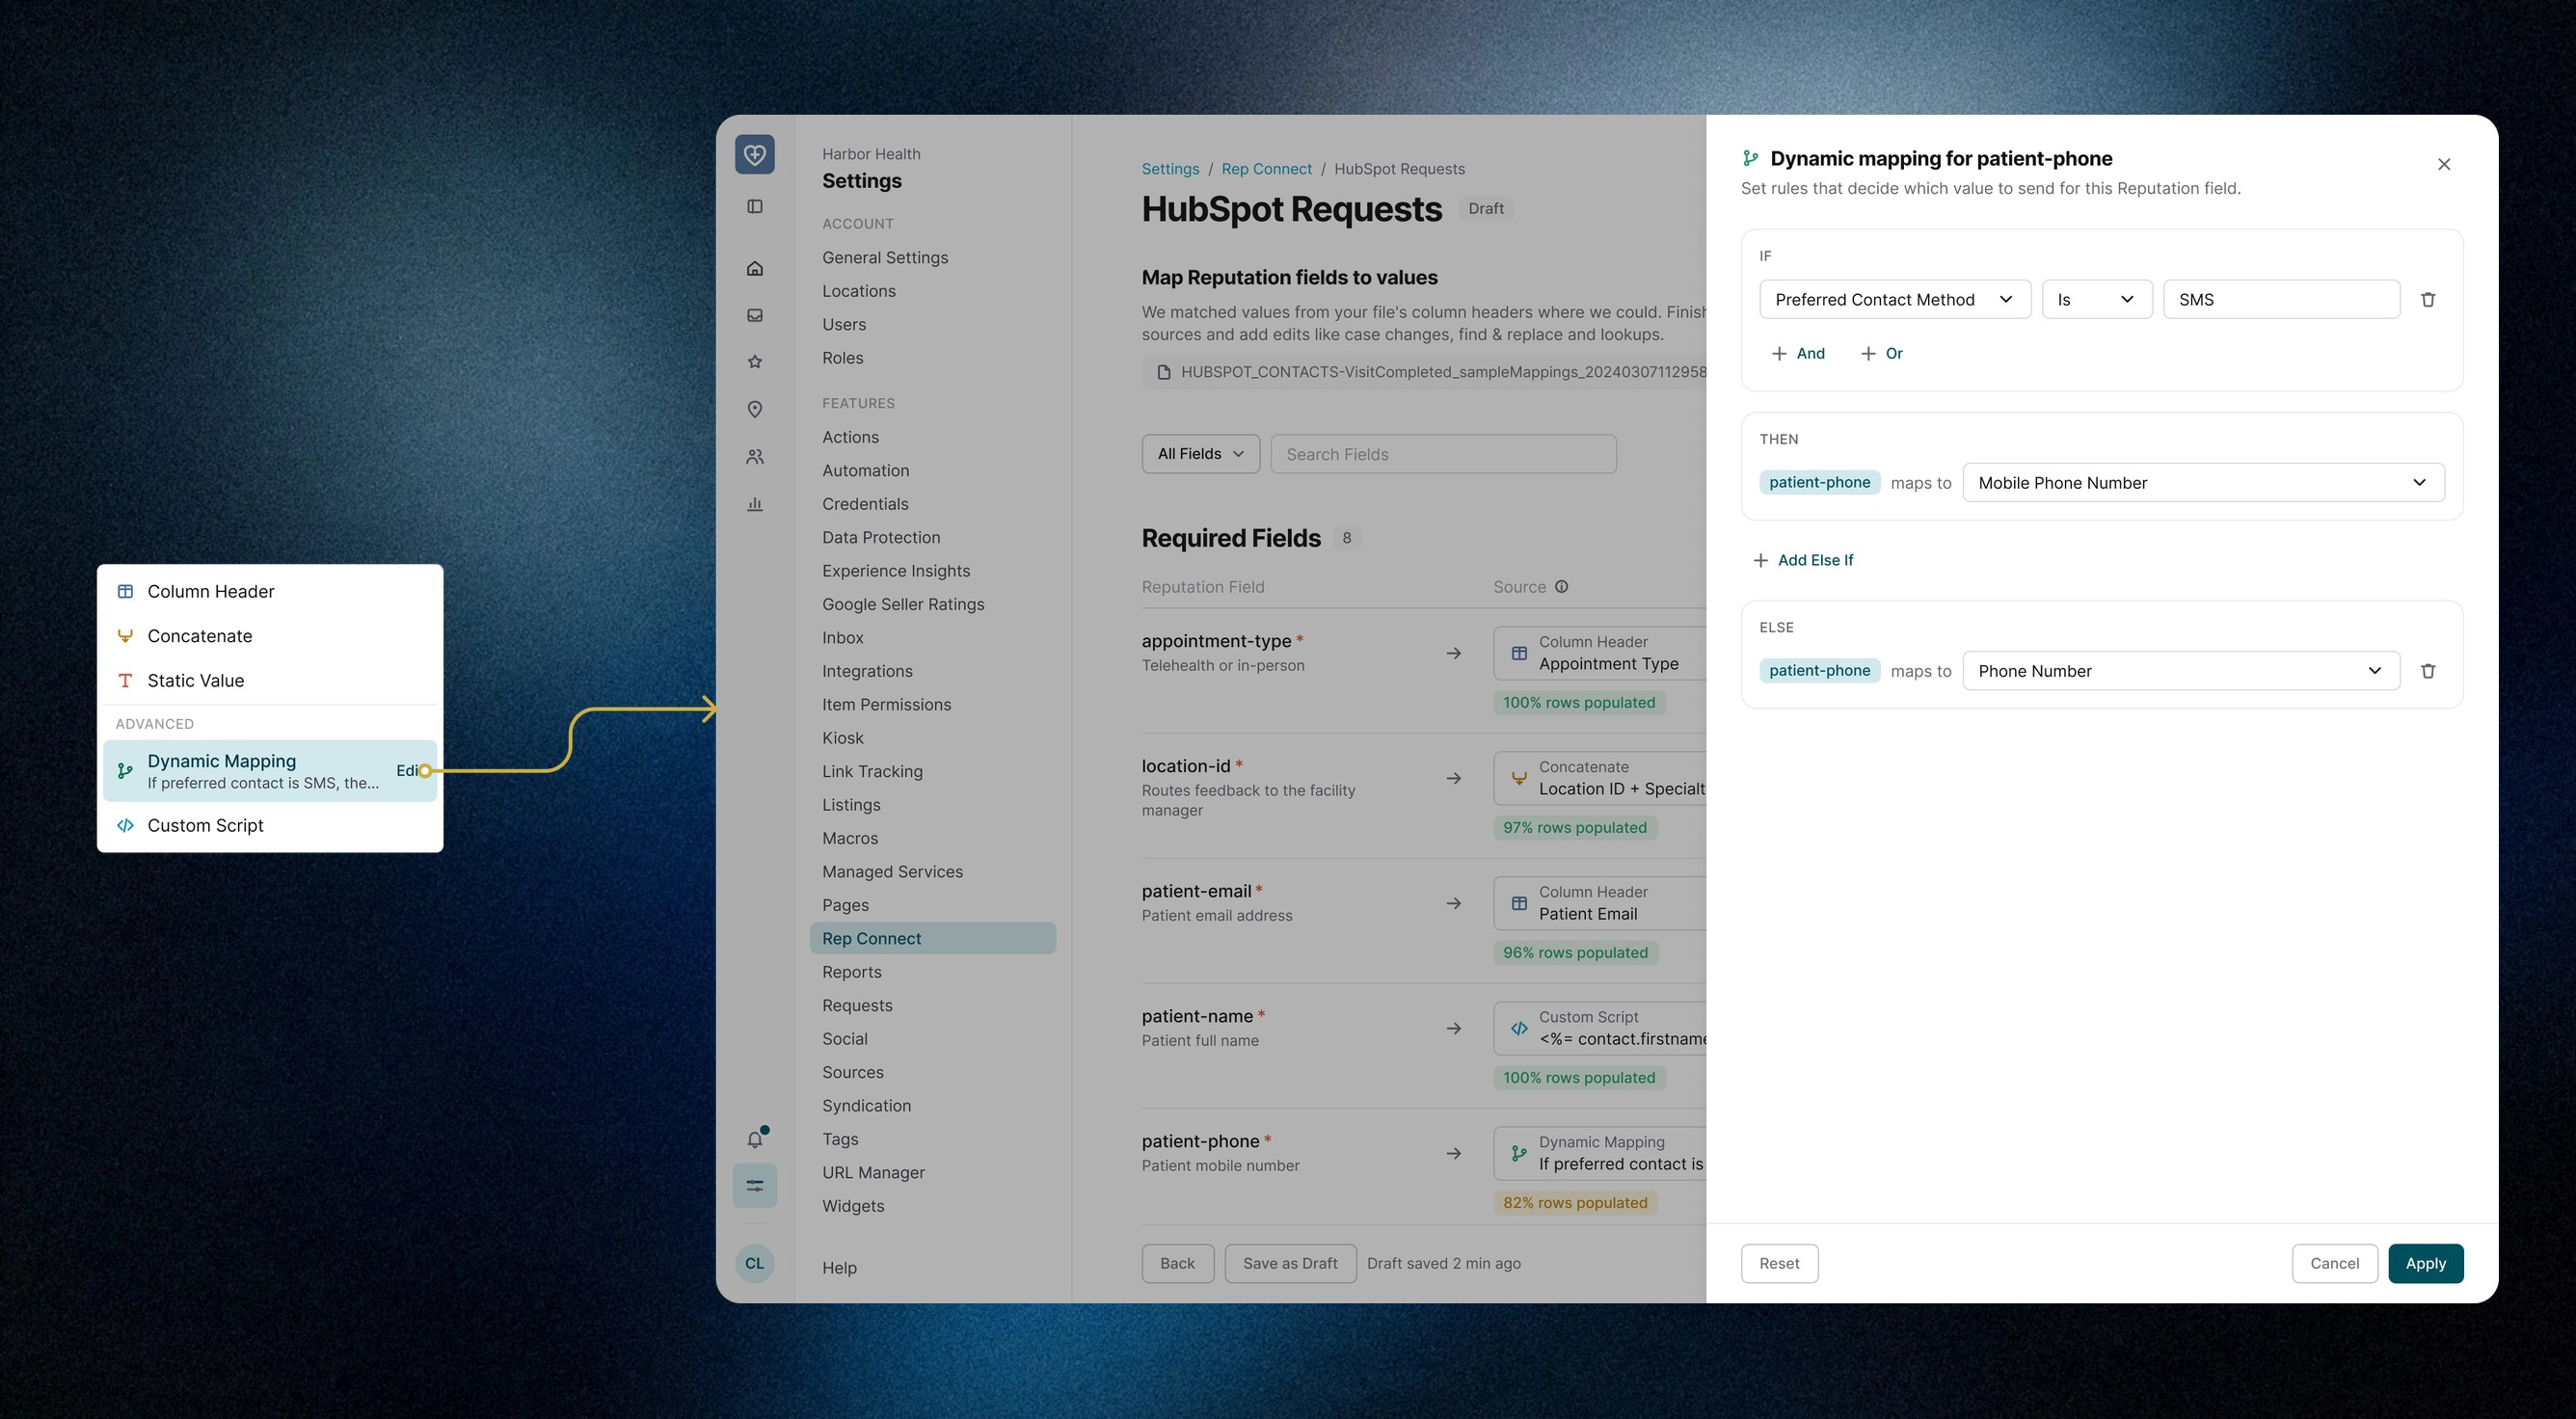 Column Header
Concatenate
Static Value
ADVANCED
Dynamic Mapping
If preferred contact is SMS, the...
Edi
Custom Script
Harbor Health
Settings
ACCOUNT
General Settings
Locations
Users
Roles
FEATURES
Actions
Automation
Credentials
Data Protection
Experience Insights
Google Seller Ratings
Inbox
Integrations
Item Permissions
Kiosk
Link Tracking
Listings
Macros
Managed Services
Pages
Rep Connect
Reports
Requests
Social
Sources
Syndication
Tags
URL Manager
Widgets
Help
CL
Settings / Rep Connect / HubSpot Requests
HubSpot Requests Draft
Map Reputation fields to values
We matched values from your file's column headers where we could. Finish
sources and add edits like case changes, find & replace and lookups.
HUBSPOT_CONTACTS-VisitCompleted_sampleMappings_20240307112958
All Fields
Search Fields
Required Fields 8
Reputation Field Source
appointment-type *
Telehealth or in-person
Column Header
Appointment Type
100% rows populated
location-id *
Routes feedback to the facility
manager
Concatenate
Location ID + Specialt
97% rows populated
patient-email *
Patient email address
Column Header
Patient Email
96% rows populated
patient-name *
Patient full name
Custom Script
<%= contact.firstname
100% rows populated
patient-phone *
Patient mobile number
Dynamic Mapping
If preferred contact is
82% rows populated
Back Save as Draft Draft saved 2 min ago
Dynamic mapping for patient-phone
Set rules that decide which value to send for this Reputation field.
IF
Preferred Contact Method Is SMS
+ And + Or
THEN
patient-phone maps to Mobile Phone Number
+ Add Else If
ELSE
patient-phone maps to Phone Number
Reset Cancel Apply